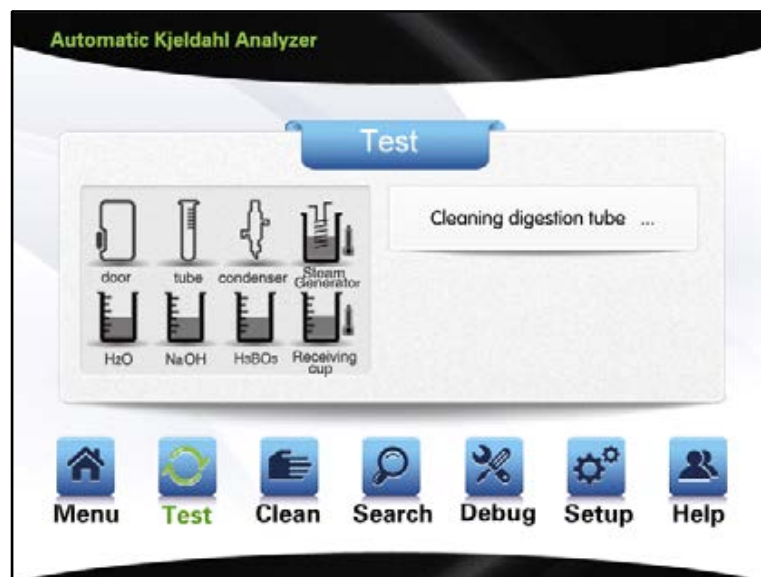 Automatic Kjeldahl Analyzer
Test
Cleaning digestion tube ...
door tube condenser Steam Generator
H₂O NaOH H₃BO₃ Receiving cup
Menu Test Clean Search Debug Setup Help